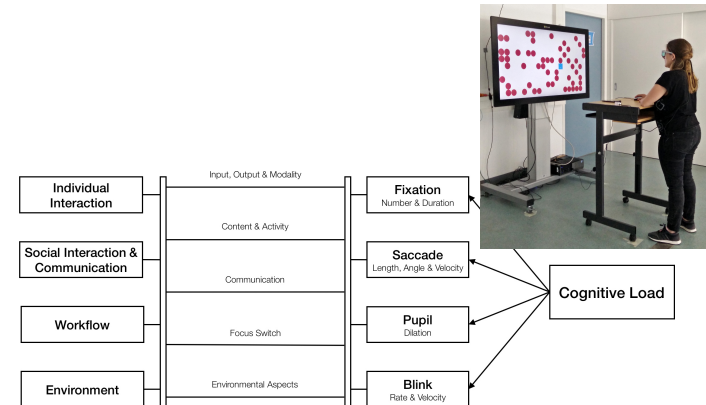 Individual
Interaction
Social Interaction &
Communication
Workflow
Environment
Input, Output & Modality
Content & Activity
Communication
Focus Switch
Environmental Aspects
Fixation
Number & Duration
Saccade
Length, Angle & Velocity
Pupil
Dilation
Blink
Rate & Velocity
Cognitive Load